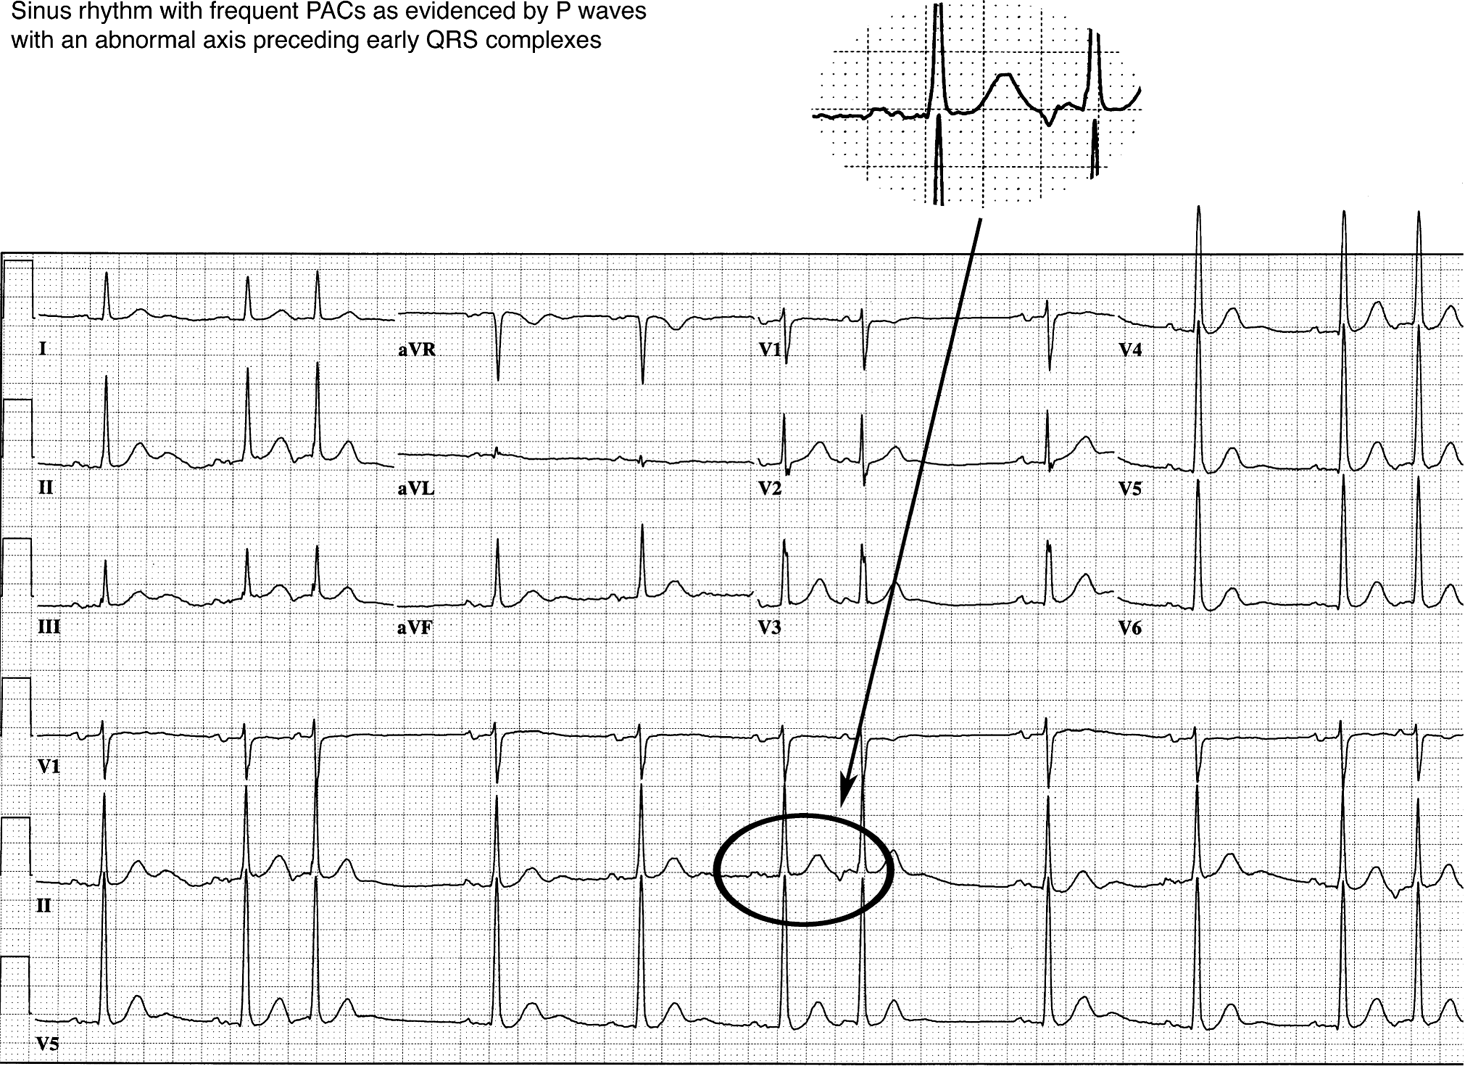 Sinus rhythm with frequent PACs as evidenced by P waves
with an abnormal axis preceding early QRS complexes
I
aVR
V1
V4
II
aVL
V2
V5
III
aVF
V3
V6
V1
II
V5